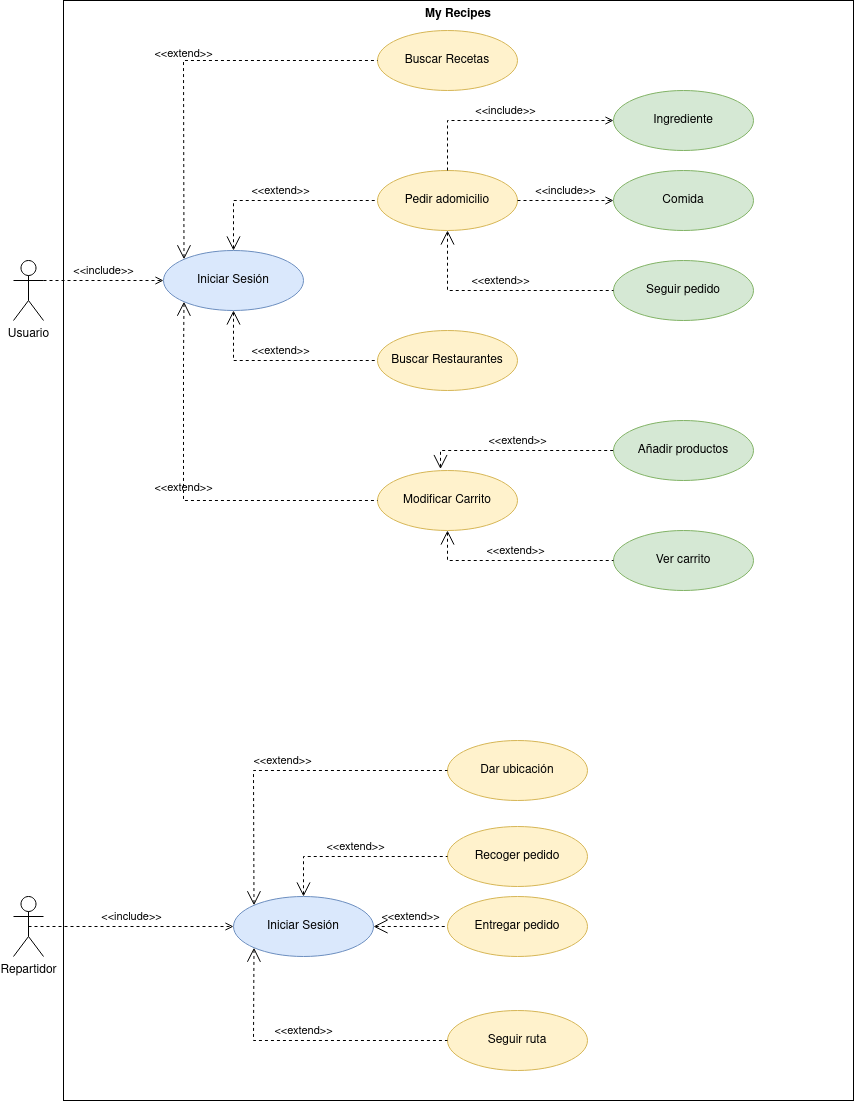 My Recipes
<<extend>>
Buscar Recetas
<<include>>
Ingrediente
<<extend>>
Pedir adomicilio
<<include>>
Comida
<<include>>
Iniciar Sesión
<<extend>>
Seguir pedido
Usuario
<<extend>>
Buscar Restaurantes
<<extend>>
Añadir productos
<<extend>>
Modificar Carrito
<<extend>>
Ver carrito
<<extend>>
Dar ubicación
<<extend>>
Recoger pedido
<<include>>
Iniciar Sesión
<<extend>>
Entregar pedido
Repartidor
<<extend>>
Seguir ruta